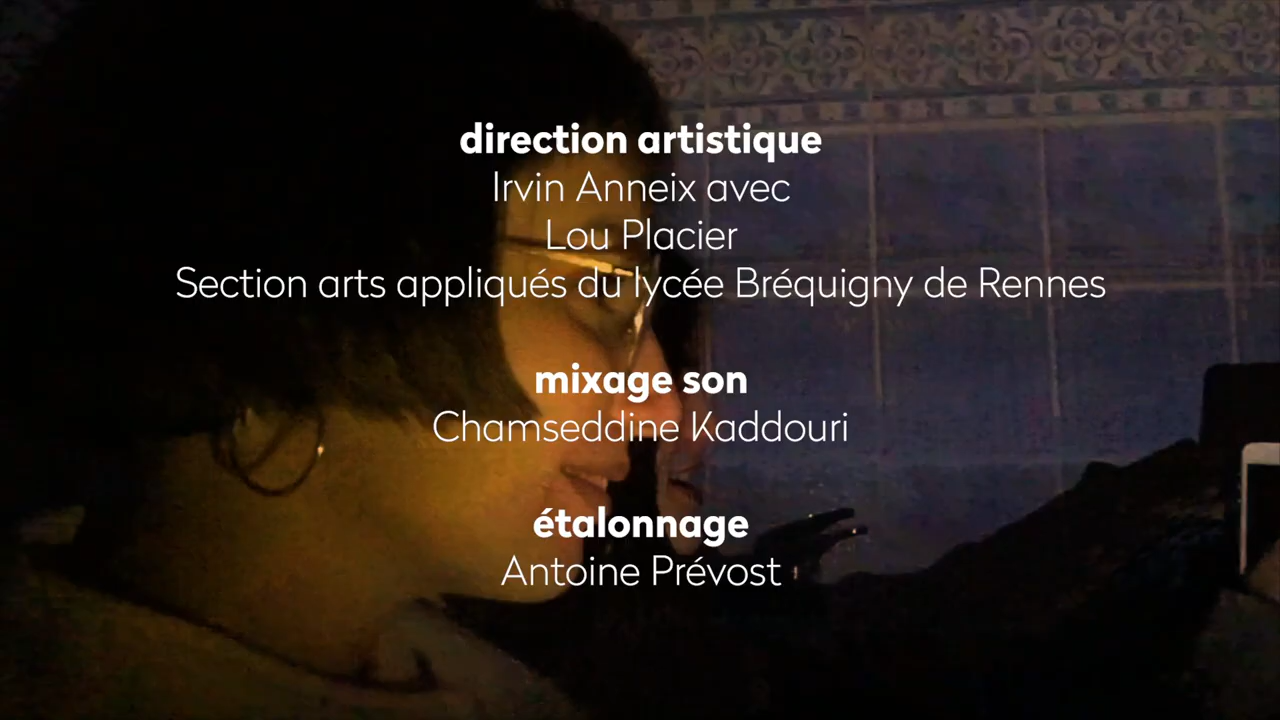 direction artistique
Irvin Anneix avec
Lou Placier
Section arts appliqués du lycée Bréquigny de Rennes
mixage son
Chamseddine Kaddouri
étalonnage
Antoine Prévost